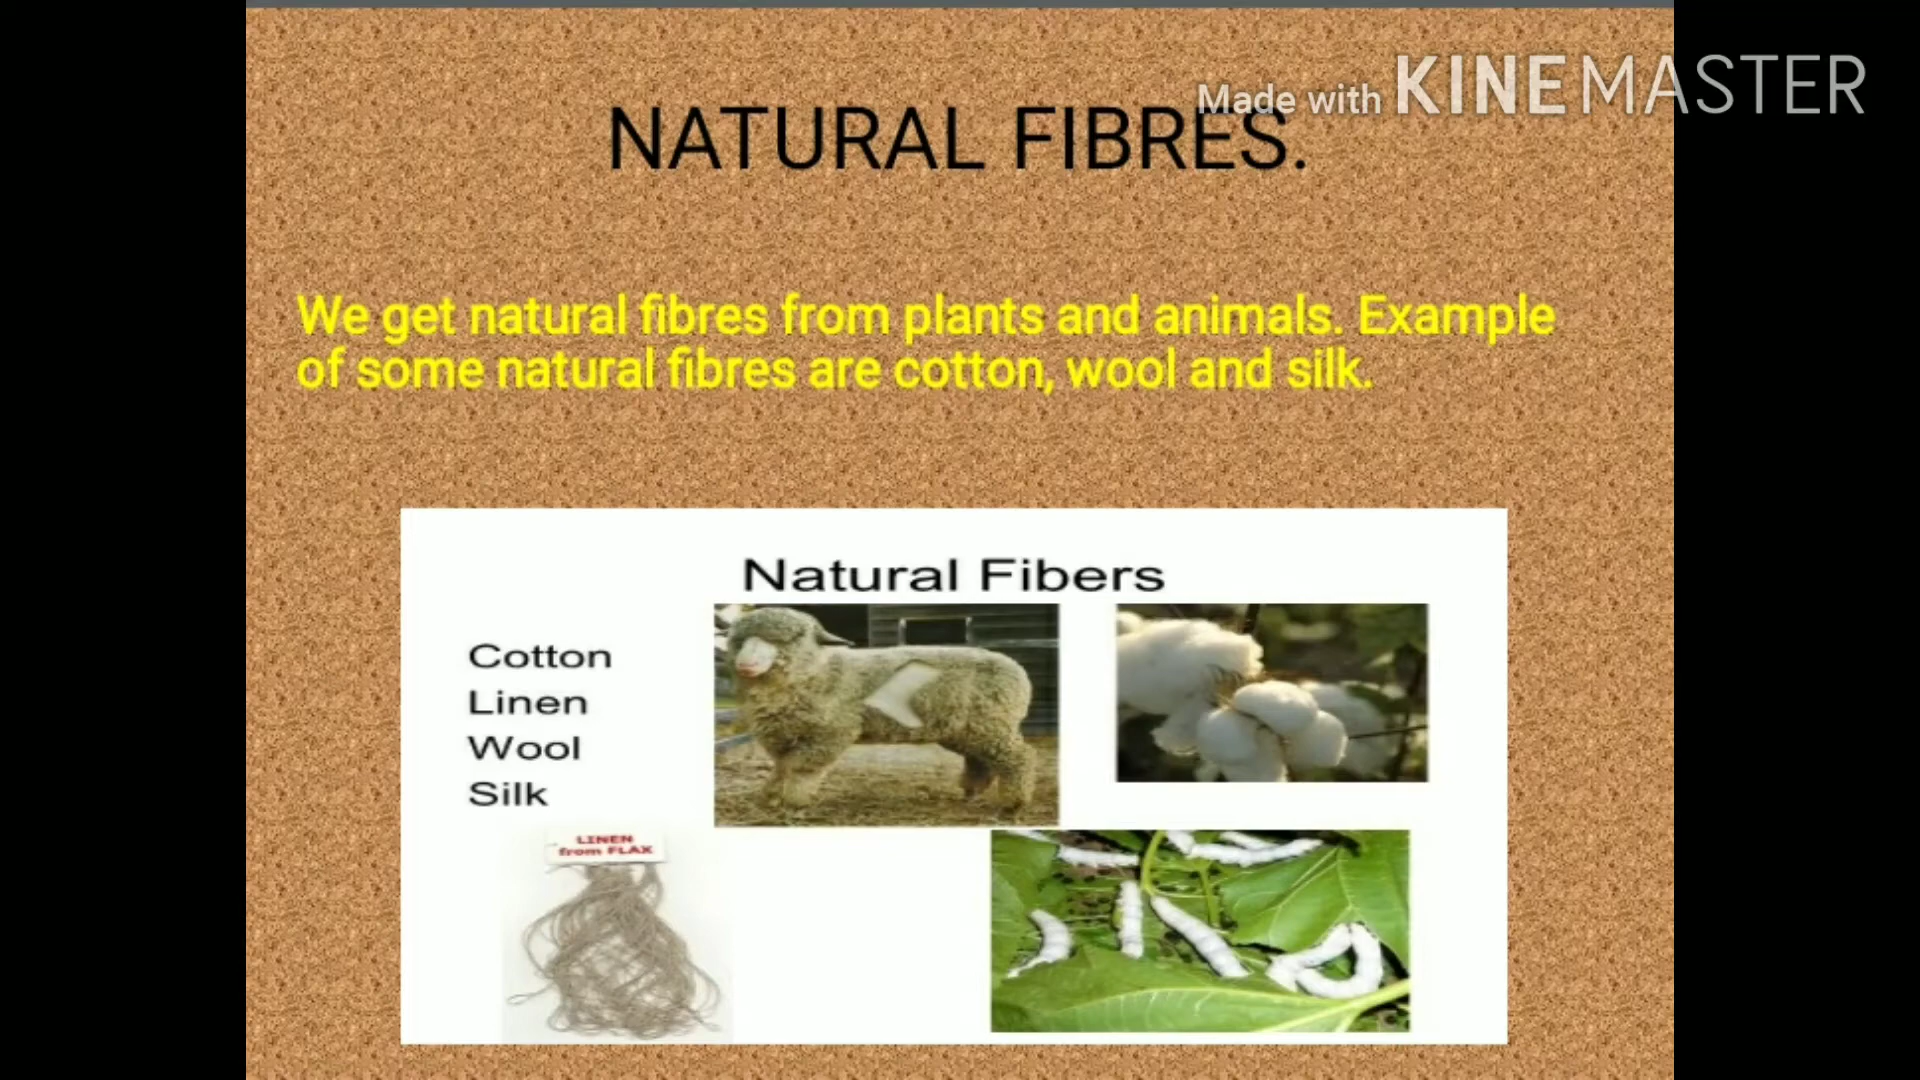 Made with KINEMASTER
NATURAL FIBRES.
We get natural fibres from plants and animals. Example
of some natural fibres are cotton, wool and silk.
Natural Fibers
Cotton
Linen
Wool
Silk
LINEN
from FLAX